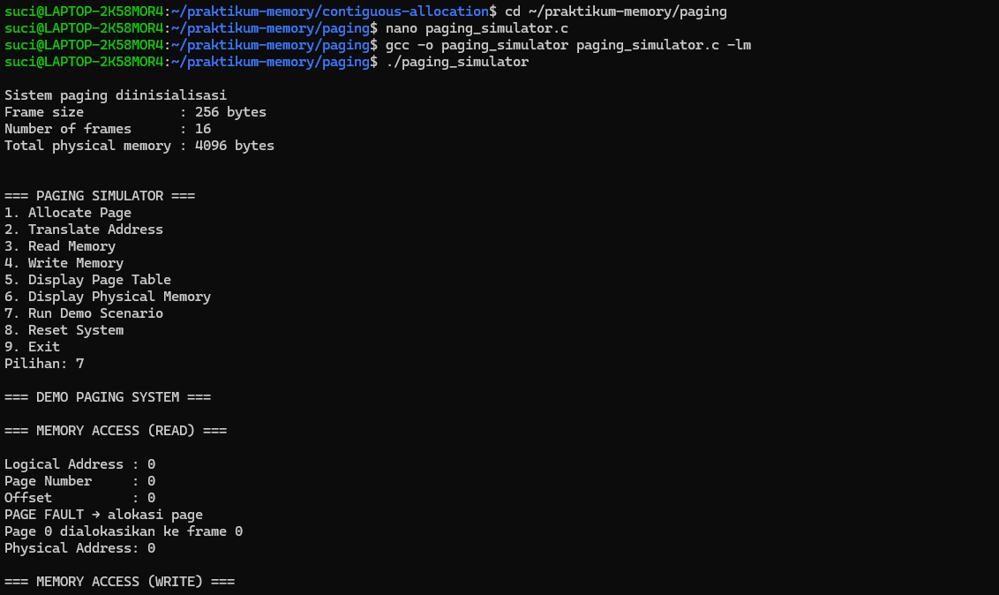 suci@LAPTOP-2K58MOR4:~/praktikum-memory/contiguous-allocation$ cd ~/praktikum-memory/paging
suci@LAPTOP-2K58MOR4:~/praktikum-memory/paging$ nano paging_simulator.c
suci@LAPTOP-2K58MOR4:~/praktikum-memory/paging$ gcc -o paging_simulator paging_simulator.c -lm
suci@LAPTOP-2K58MOR4:~/praktikum-memory/paging$ ./paging_simulator
Sistem paging diinisialisasi
Frame size            : 256 bytes
Number of frames      : 16
Total physical memory : 4096 bytes
=== PAGING SIMULATOR ===
1. Allocate Page
2. Translate Address
3. Read Memory
4. Write Memory
5. Display Page Table
6. Display Physical Memory
7. Run Demo Scenario
8. Reset System
9. Exit
Pilihan: 7
=== DEMO PAGING SYSTEM ===
=== MEMORY ACCESS (READ) ===
Logical Address : 0
Page Number     : 0
Offset          : 0
PAGE FAULT → alokasi page
Page 0 dialokasikan ke frame 0
Physical Address: 0
=== MEMORY ACCESS (WRITE) ===